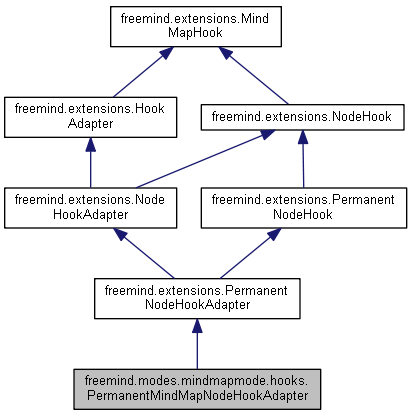 freemind.extensions.Mind
MapHook
freemind.extensions.Hook
Adapter
freemind.extensions.NodeHook
freemind.extensions.Node
HookAdapter
freemind.extensions.Permanent
NodeHook
freemind.extensions.Permanent
NodeHookAdapter
freemind.modes.mindmapmode.hooks.
PermanentMindMapNodeHookAdapter